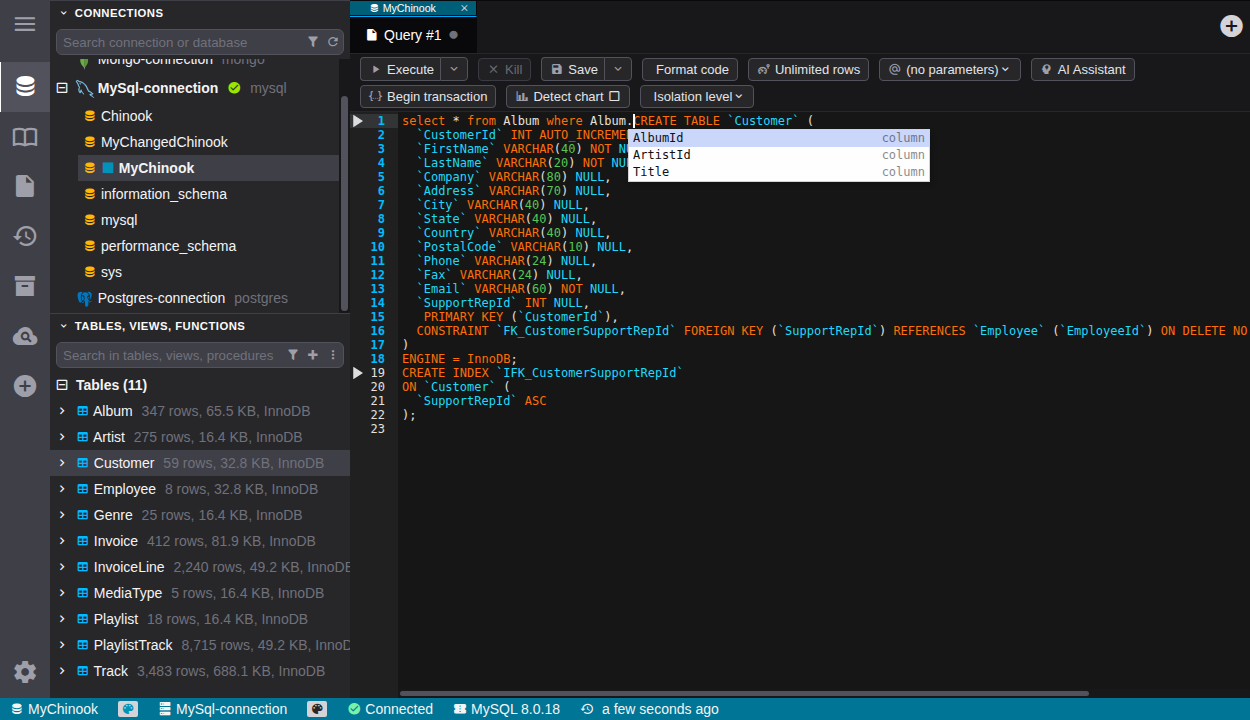 CONNECTIONS
Search connection or database
Mongo-connection mongo
MySql-connection mysql
Chinook
MyChangedChinook
MyChinook
information_schema
mysql
performance_schema
sys
Postgres-connection postgres
TABLES, VIEWS, FUNCTIONS
Search in tables, views, procedures
Tables (11)
Album 347 rows, 65.5 KB, InnoDB
Artist 275 rows, 16.4 KB, InnoDB
Customer 59 rows, 32.8 KB, InnoDB
Employee 8 rows, 32.8 KB, InnoDB
Genre 25 rows, 16.4 KB, InnoDB
Invoice 412 rows, 81.9 KB, InnoDB
InvoiceLine 2,240 rows, 49.2 KB, InnoDB
MediaType 5 rows, 16.4 KB, InnoDB
Playlist 18 rows, 16.4 KB, InnoDB
PlaylistTrack 8,715 rows, 49.2 KB, InnoD
Track 3,483 rows, 688.1 KB, InnoDB
MyChinook ×
Query #1
Execute Kill Save Format code Unlimited rows (no parameters) AI Assistant
Begin transaction Detect chart Isolation level
1 select * from Album where Album.CREATE TABLE `Customer` (
2 `CustomerId` INT AUTO_INCREME
3 `FirstName` VARCHAR(40) NOT NU
4 `LastName` VARCHAR(20) NOT NUL
5 `Company` VARCHAR(80) NULL,
6 `Address` VARCHAR(70) NULL,
7 `City` VARCHAR(40) NULL,
8 `State` VARCHAR(40) NULL,
9 `Country` VARCHAR(40) NULL,
10 `PostalCode` VARCHAR(10) NULL,
11 `Phone` VARCHAR(24) NULL,
12 `Fax` VARCHAR(24) NULL,
13 `Email` VARCHAR(60) NOT NULL,
14 `SupportRepId` INT NULL,
15 PRIMARY KEY (`CustomerId`),
16 CONSTRAINT `FK_CustomerSupportRepId` FOREIGN KEY (`SupportRepId`) REFERENCES `Employee` (`EmployeeId`) ON DELETE NO
17 )
18 ENGINE = InnoDB;
19 CREATE INDEX `IFK_CustomerSupportRepId`
20 ON `Customer` (
21 `SupportRepId` ASC
22 );
23
AlbumId column
ArtistId column
Title column
MyChinook MySql-connection Connected MySQL 8.0.18 a few seconds ago